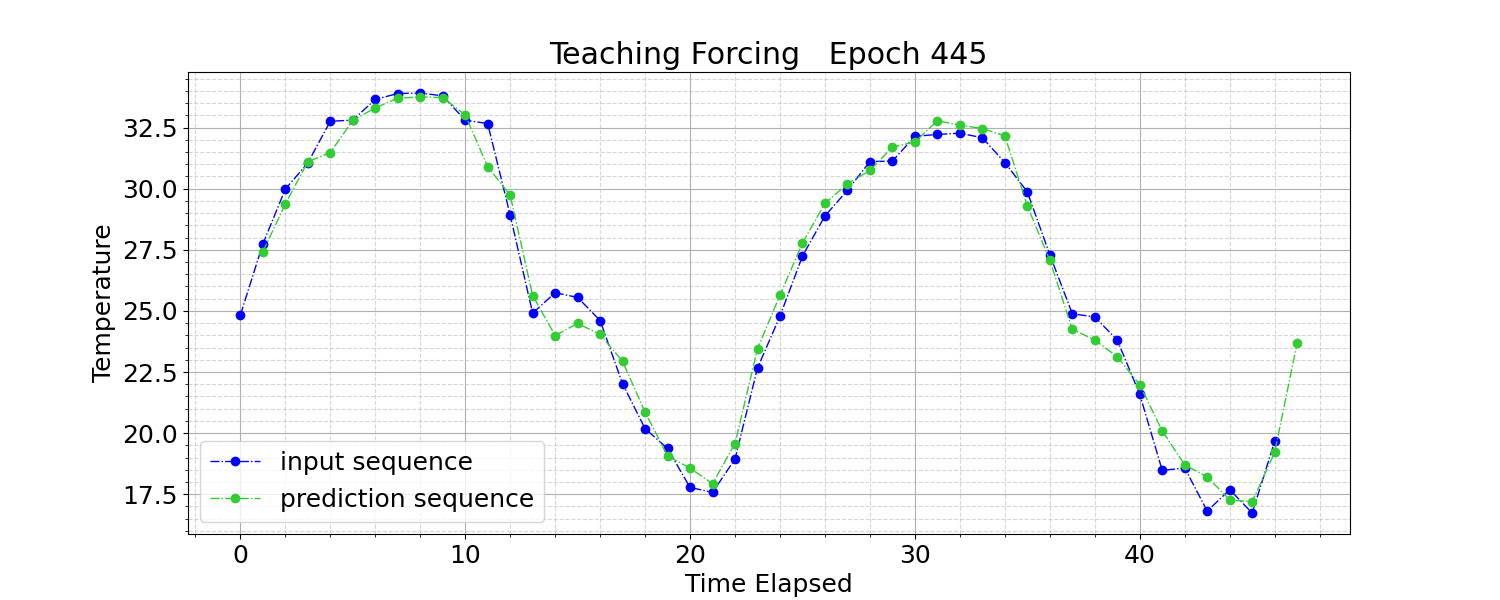 Teaching Forcing   Epoch 445
Temperature
32.5
30.0
27.5
25.0
22.5
20.0
17.5
input sequence
prediction sequence
0 10 20 30 40
Time Elapsed